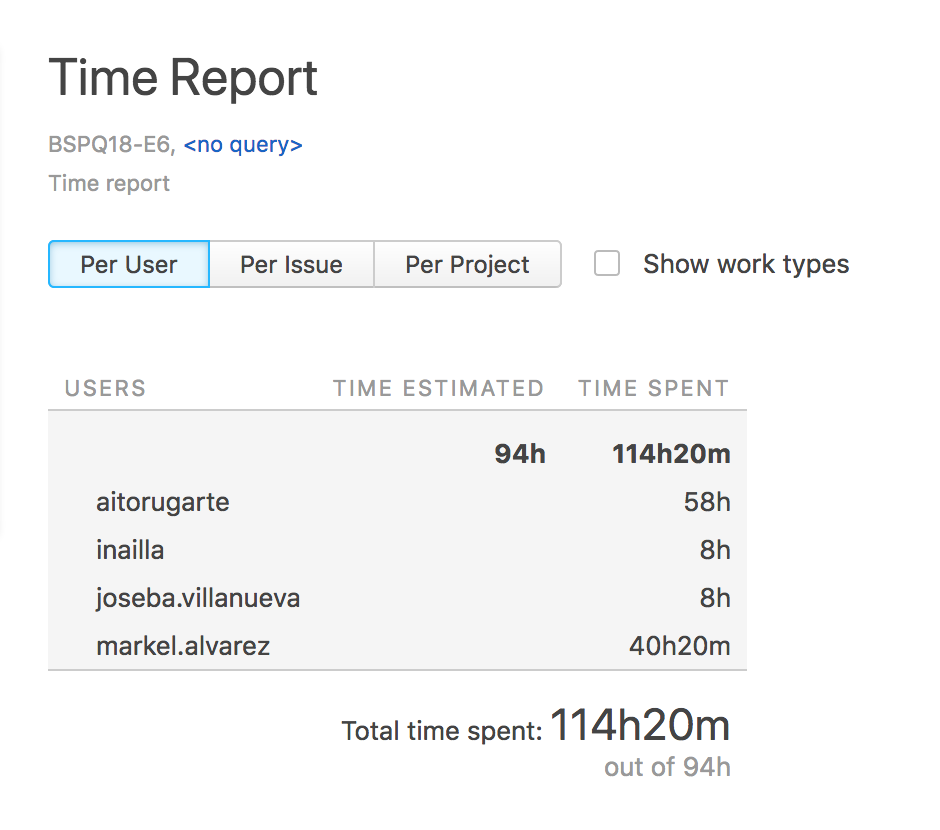 Time Report
BSPQ18-E6, <no query>
Time report
Per User Per Issue Per Project Show work types
USERS TIME ESTIMATED TIME SPENT
94h 114h20m
aitorugarte 58h
inailla 8h
joseba.villanueva 8h
markel.alvarez 40h20m
Total time spent: 114h20m
out of 94h